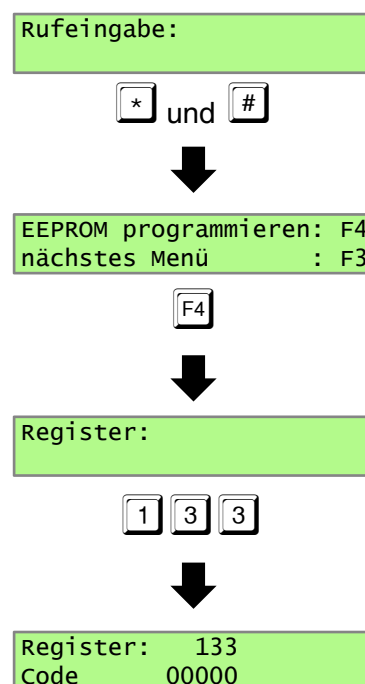 Rufeingabe:
* und #
EEPROM programmieren: F4
nächstes Menü : F3
F4
Register:
1 3 3
Register: 133
Code 00000